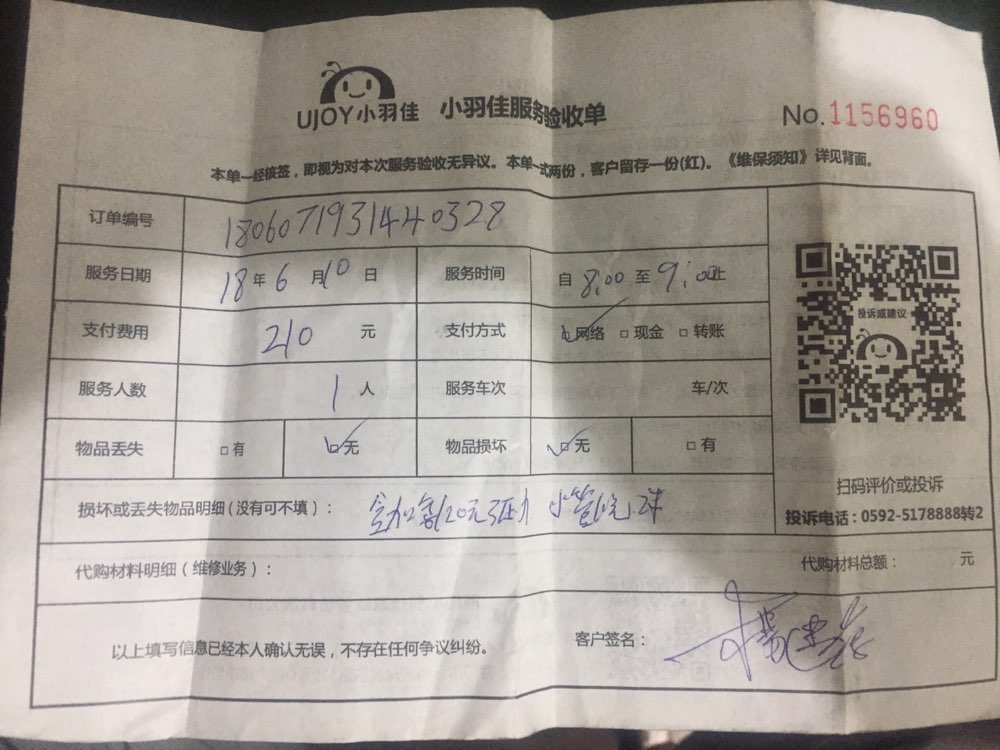 UJOY小羽佳 小羽佳服务验收单 No.1156960
本单一经核签，即视为对本次服务验收无异议。本单一式两份，客户留存一份(红)。《维保须知》详见背面。
订单编号 1806071931440328
服务日期 18年6月10日 服务时间 自8:00至9:00止
支付费用 210元 支付方式 ☑网络 □现金 □转账
服务人数 1人 服务车次 车/次
物品丢失 □有 ☑无 物品损坏 ☑无 □有
投诉或建议
扫码评价或投诉
投诉电话：0592-5178888转2
损坏或丢失物品明细(没有可不填)：
代购材料明细（维修业务）： 代购材料总额： 元
以上填写信息已经本人确认无误，不存在任何争议纠纷。 客户签名：